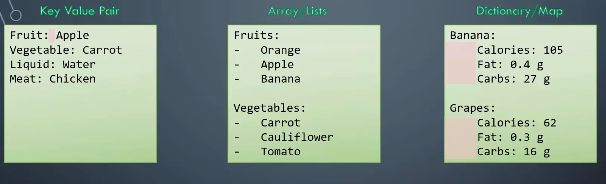 Key Value Pair
Fruit: Apple
Vegetable: Carrot
Liquid: Water
Meat: Chicken
Array/Lists
Fruits:
- Orange
- Apple
- Banana
Vegetables:
- Carrot
- Cauliflower
- Tomato
Dictionary/Map
Banana:
Calories: 105
Fat: 0.4 g
Carbs: 27 g
Grapes:
Calories: 62
Fat: 0.3 g
Carbs: 16 g